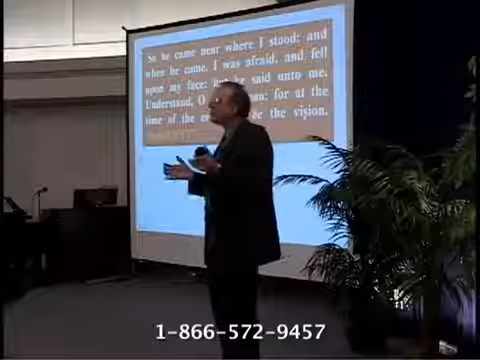 So he came near where I stood: and
when he came, I was afraid, and fell
upon my face: but he said unto me,
Understand, O man: for at the
time of the the vision.
1-866-572-9457